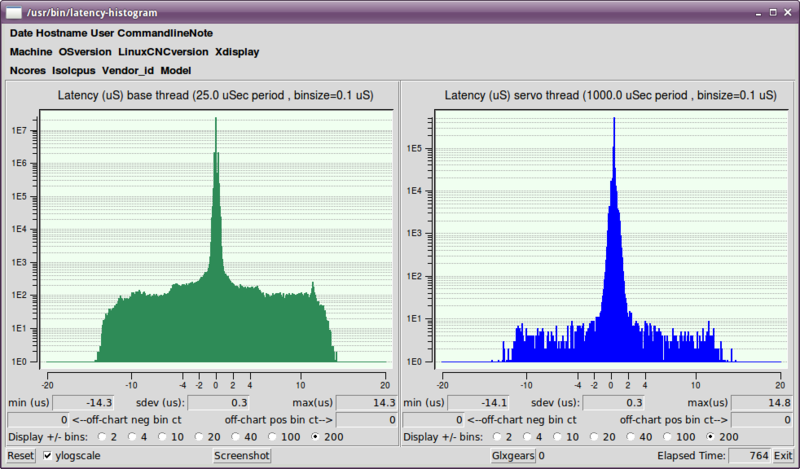 /usr/bin/latency-histogram
Date Hostname User CommandlineNote
Machine OSversion LinuxCNCversion Xdisplay
Ncores Isolcpus Vendor_id Model
Latency (uS) base thread (25.0 uSec period , binsize=0.1 uS)
1E7
1E6
1E5
1E4
1E3
1E2
1E1
1E0
-20 -10 -4 -2 0 2 4 10 20
min (us) -14.3 sdev (us): 0.3 max(us) 14.3
0 <--off-chart neg bin ct off-chart pos bin ct--> 0
Display +/- bins: 2 4 10 20 40 100 200
Latency (uS) servo thread (1000.0 uSec period , binsize=0.1 uS)
1E5
1E4
1E3
1E2
1E1
1E0
-20 -10 -4 -2 0 2 4 10 20
min (us) -14.1 sdev (us): 0.3 max(us) 14.8
0 <--off-chart neg bin ct off-chart pos bin ct--> 0
Display +/- bins: 2 4 10 20 40 100 200
Reset ylogscale Screenshot Glxgears 0 Elapsed Time: 764 Exit